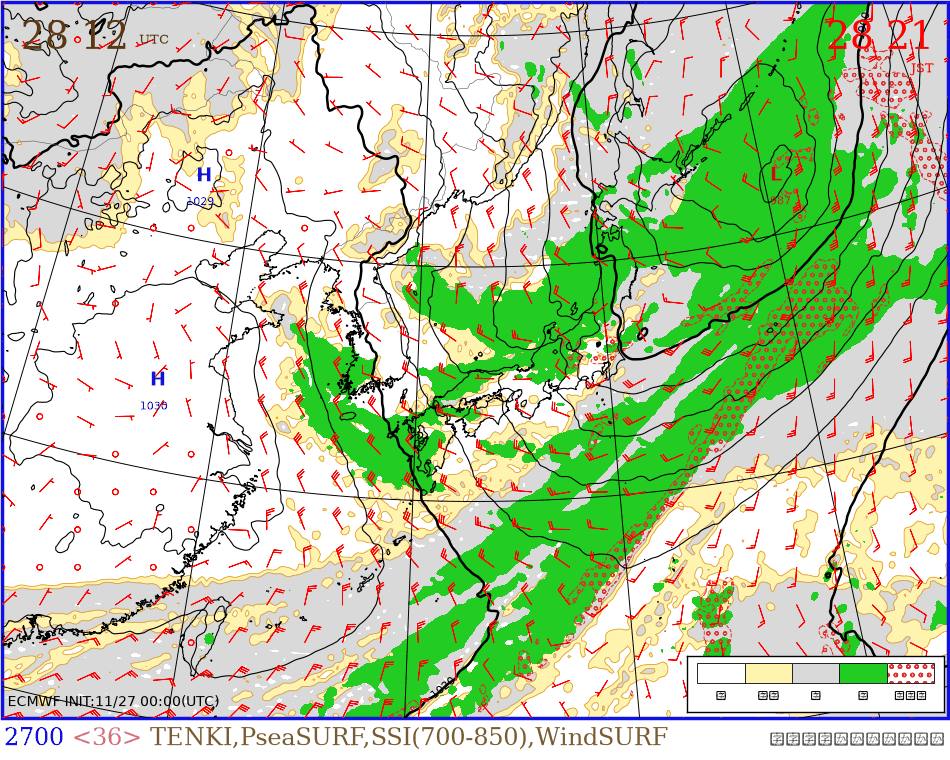 28 12 UTC
28 21
JST
L
987
H
1029
H
1030
1020
ECMWF INIT:11/27 00:00(UTC)
2700 <36> TENKI,PseaSURF,SSI(700-850),WindSURF